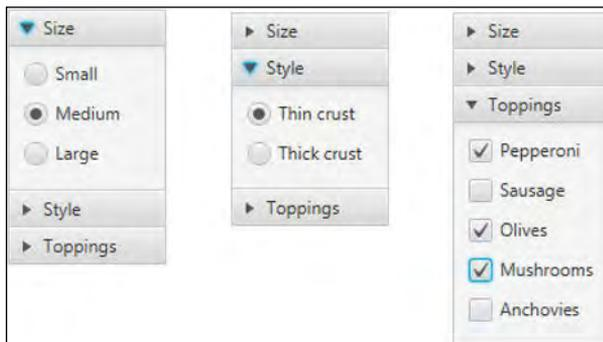 Size
Small
Medium
Large
Style
Toppings
Size
Style
Thin crust
Thick crust
Toppings
Size
Style
Toppings
Pepperoni
Sausage
Olives
Mushrooms
Anchovies